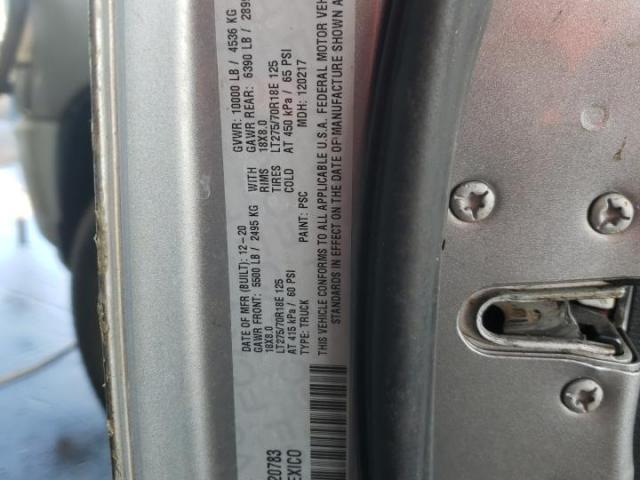 DATE OF MFR (BUILT): 12-20 GVWR: 10000 LB / 4536 KG
GAWR FRONT: 5500 LB / 2495 KG WITH GAWR REAR: 6390 LB / 2895
18X8.0 RIMS 18X8.0
LT275/70R18E 125 TIRES LT275/70R18E 125
AT 415 kPa / 60 PSI COLD AT 450 kPa / 65 PSI
TYPE: TRUCK PAINT: PSC MDH: 120217
THIS VEHICLE CONFORMS TO ALL APPLICABLE U.S.A. FEDERAL MOTOR VEH
STANDARDS IN EFFECT ON THE DATE OF MANUFACTURE SHOWN A
20783
EXICO